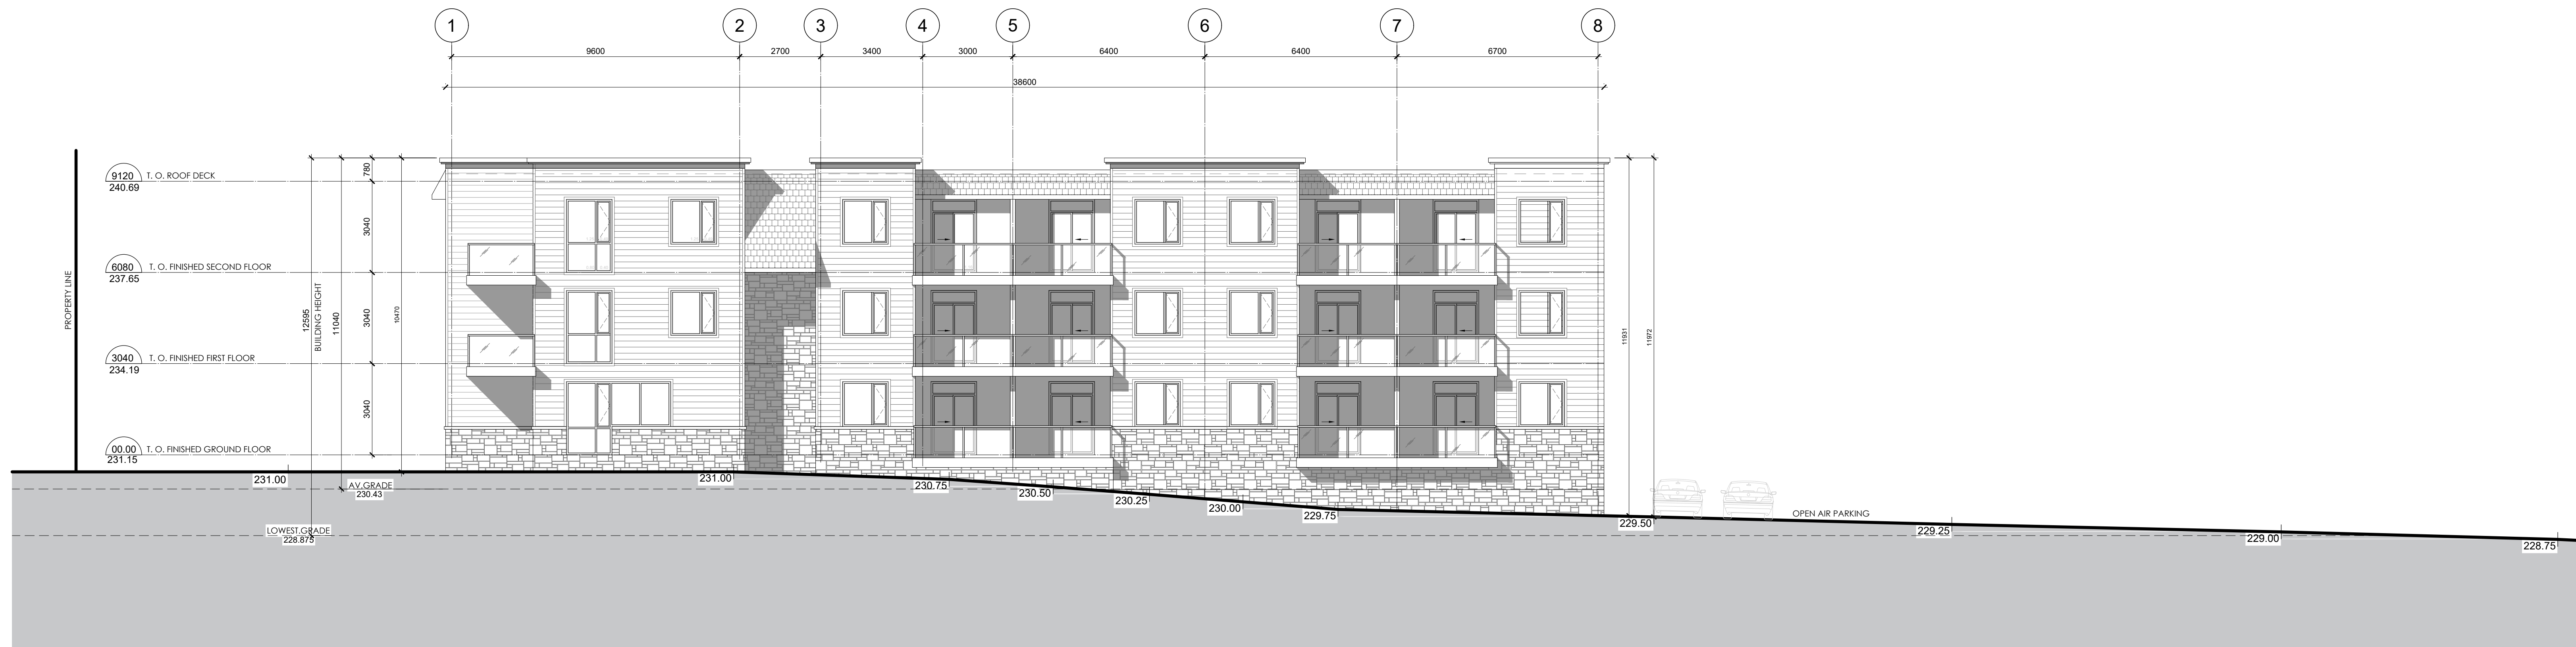 1 2 3 4 5 6 7 8
9600 2700 3400 3000 6400 6400 6700
38600
9120 T. O. ROOF DECK
240.69
6080 T. O. FINISHED SECOND FLOOR
237.65
3040 T. O. FINISHED FIRST FLOOR
234.19
00.00 T. O. FINISHED GROUND FLOOR
231.15
PROPERTY LINE
12595
BUILDING HEIGHT
11040
780
3040
3040
3040
10470
11931
11972
231.00
AV.GRADE
230.43
LOWEST.GRADE
228.875
231.00
230.75
230.50
230.25
230.00
229.75
229.50
OPEN AIR PARKING
229.25
229.00
228.75